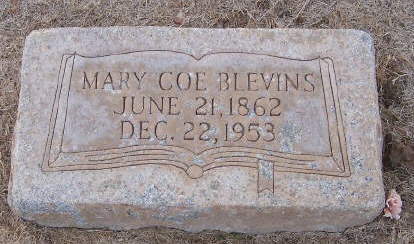 MARY COE BLEVINS
JUNE 21, 1862
DEC. 22, 1953